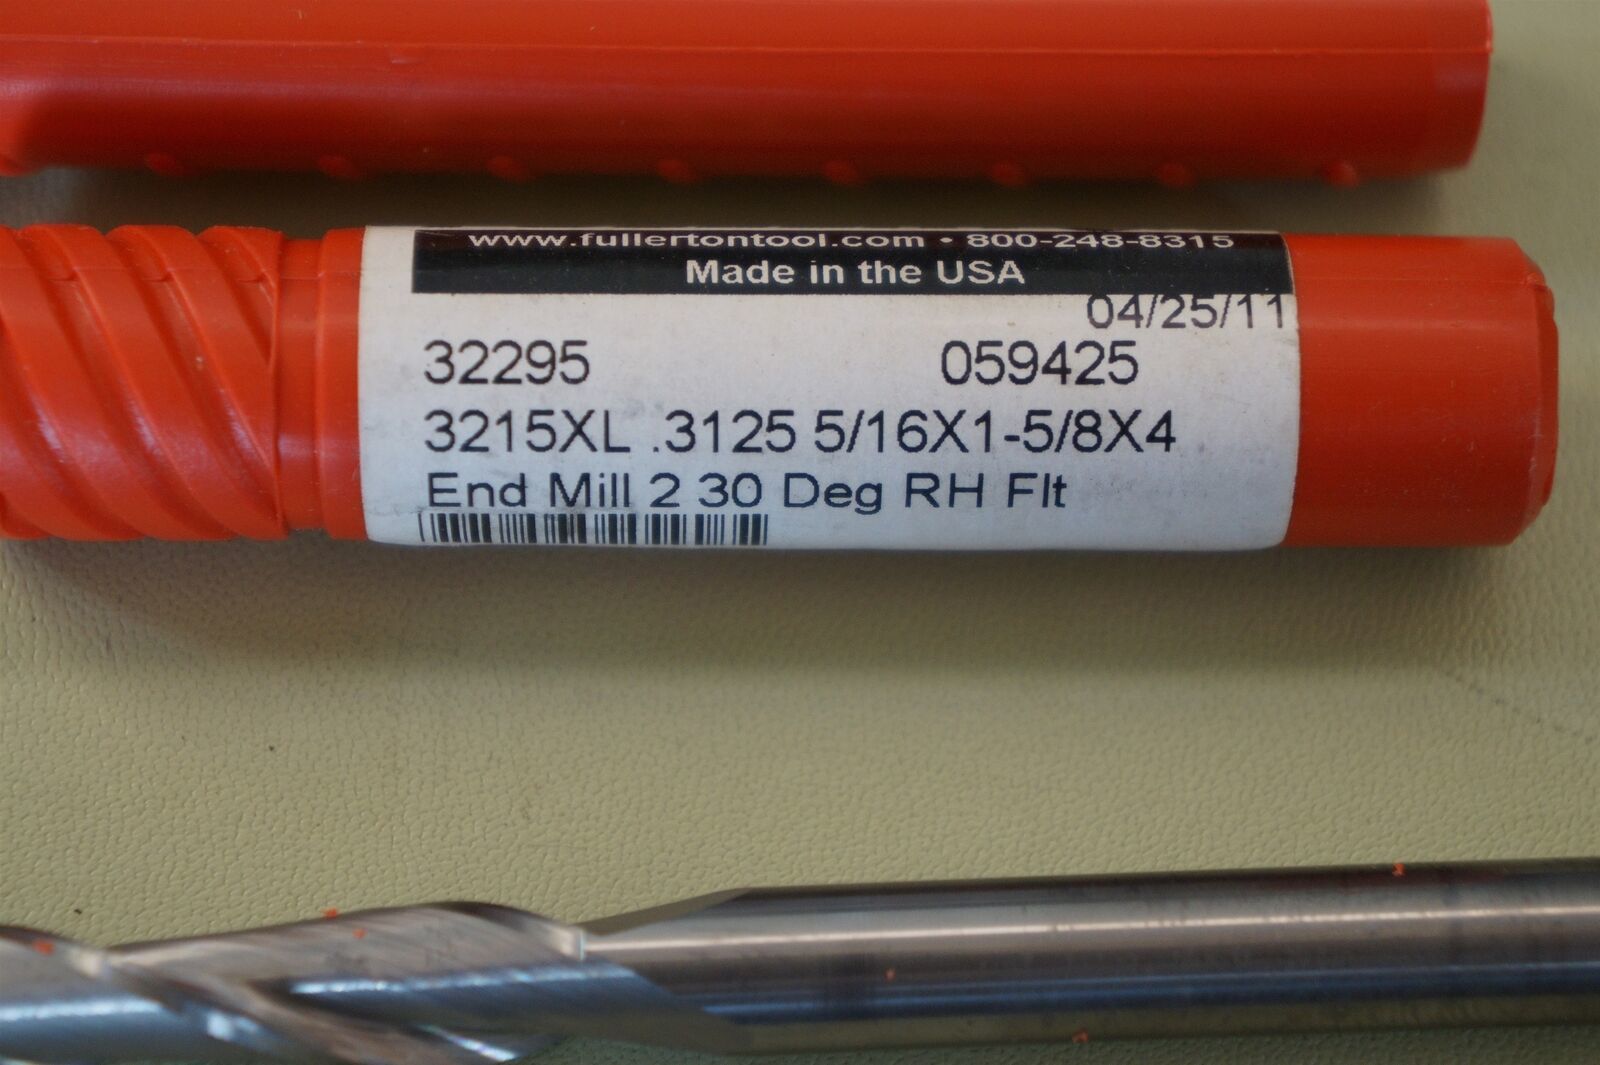 www.fullertontool.com • 800-248-8315
Made in the USA
04/25/11
32295 059425
3215XL .3125 5/16X1-5/8X4
End Mill 2 30 Deg RH Flt